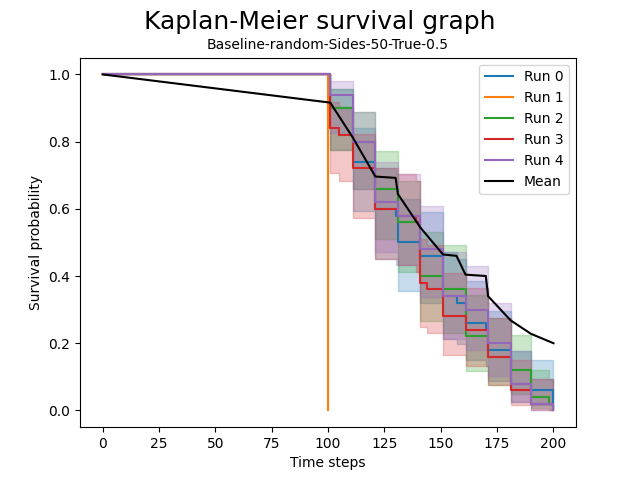 Kaplan-Meier survival graph
Baseline-random-Sides-50-True-0.5
Survival probability
1.0
0.8
0.6
0.4
0.2
0.0
Run 0
Run 1
Run 2
Run 3
Run 4
Mean
0 25 50 75 100 125 150 175 200
Time steps